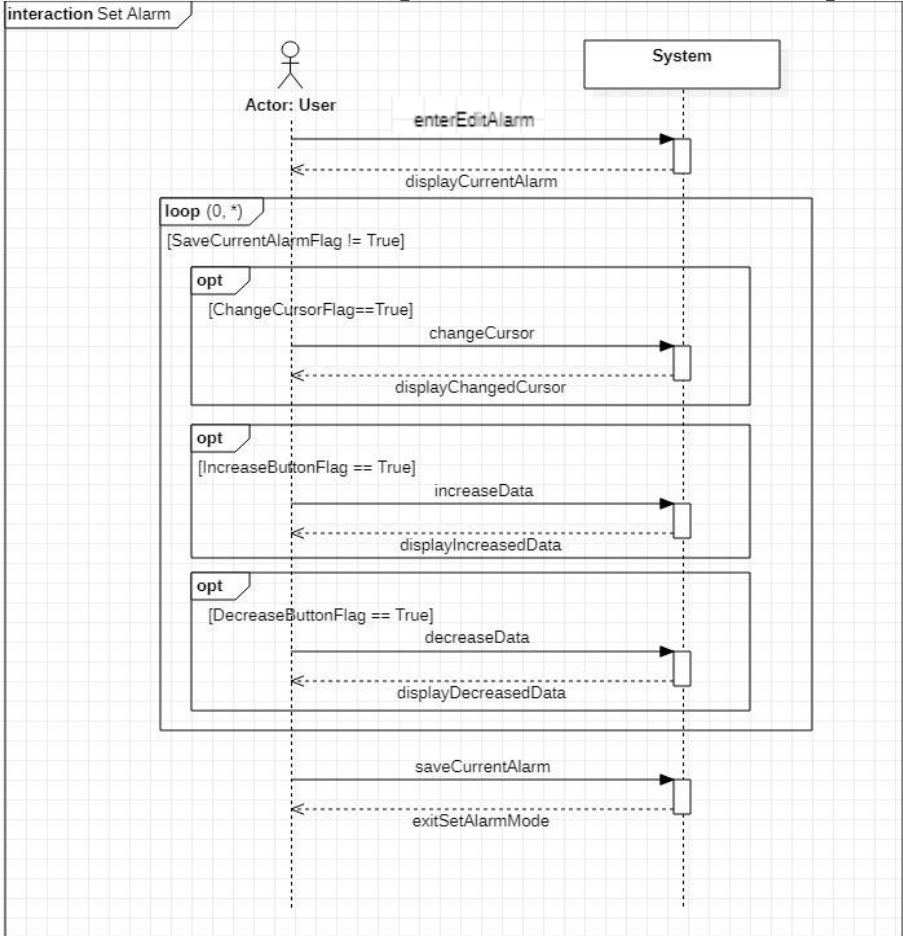 interaction Set Alarm
System
Actor: User
enterEditAlarm
displayCurrentAlarm
loop (0, *)
[SaveCurrentAlarmFlag != True]
opt
[ChangeCursorFlag==True]
changeCursor
displayChangedCursor
opt
[IncreaseButtonFlag == True]
increaseData
displayIncreasedData
opt
[DecreaseButtonFlag == True]
decreaseData
displayDecreasedData
saveCurrentAlarm
exitSetAlarmMode